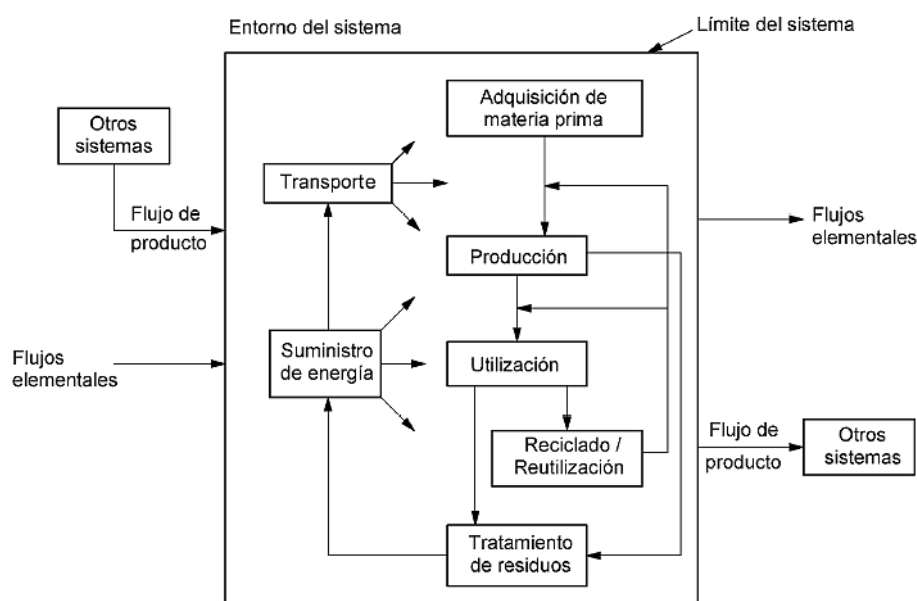 Entorno del sistema
Límite del sistema
Adquisición de
materia prima
Otros
sistemas
Transporte
Flujo de
producto
Flujos
elementales
Producción
Suministro
de energía
Utilización
Flujos
elementales
Reciclado /
Reutilización
Flujo de
producto
Otros
sistemas
Tratamiento
de residuos